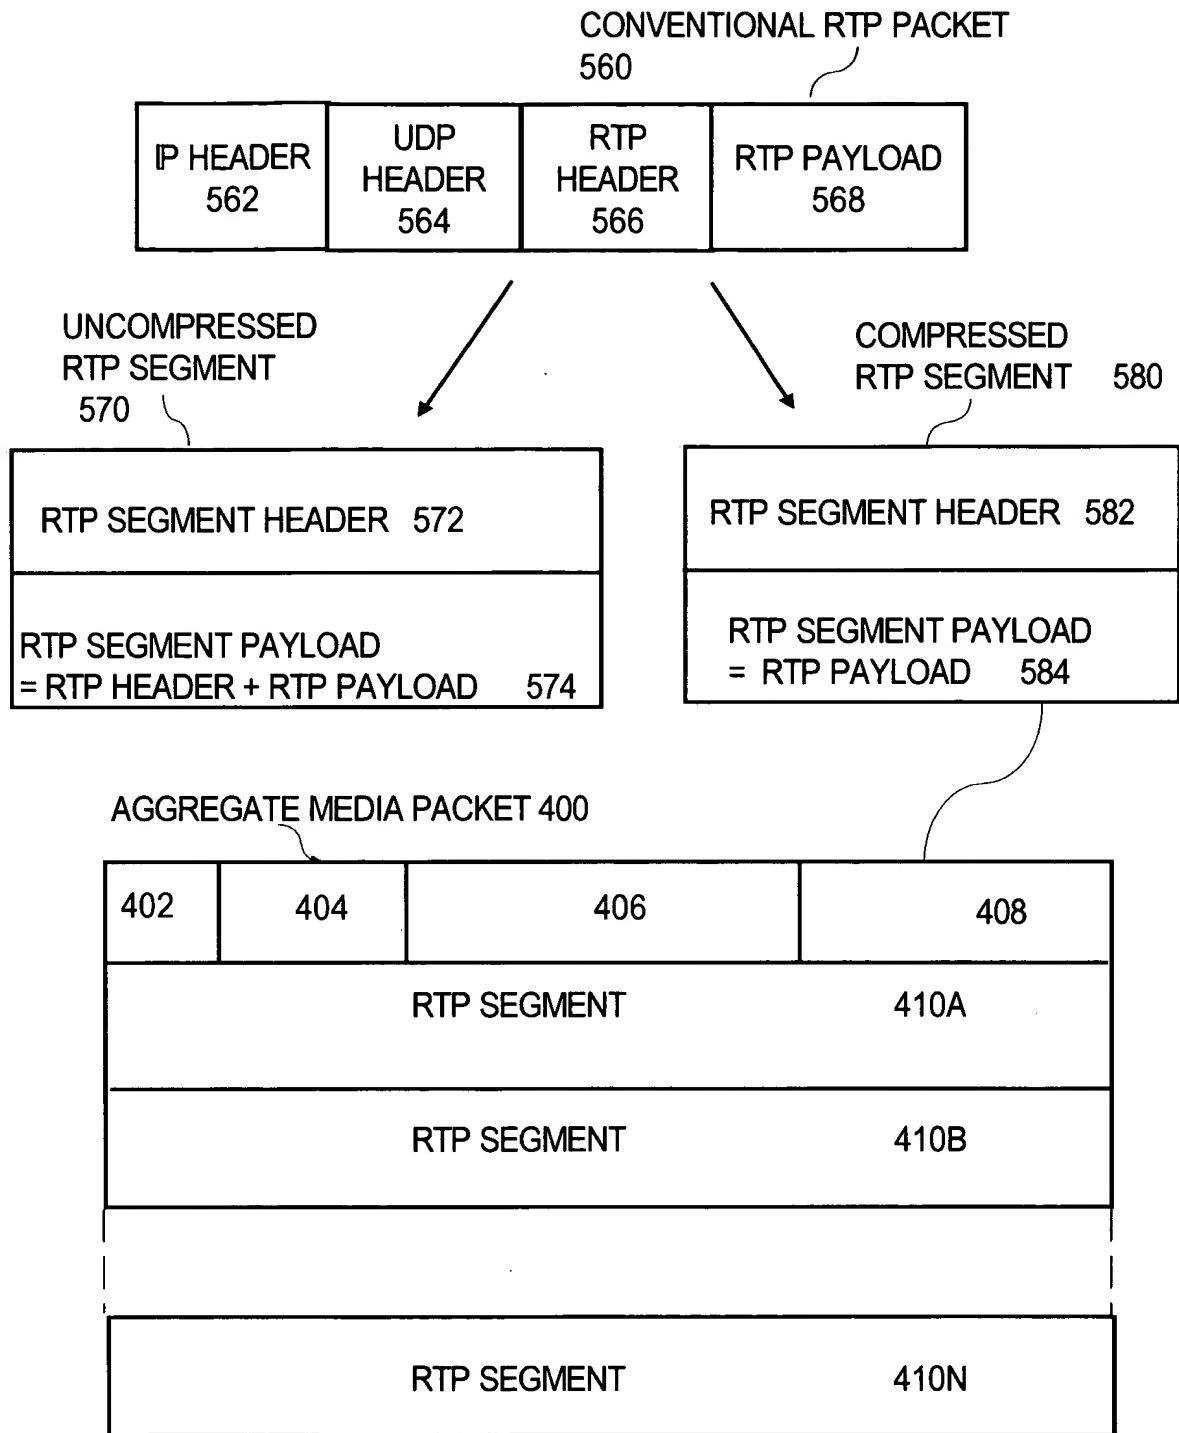 CONVENTIONAL RTP PACKET
560
IP HEADER
562
UDP
HEADER
564
RTP
HEADER
566
RTP PAYLOAD
568
UNCOMPRESSED
RTP SEGMENT
570
COMPRESSED
RTP SEGMENT 580
RTP SEGMENT HEADER 572
RTP SEGMENT PAYLOAD
= RTP HEADER + RTP PAYLOAD 574
RTP SEGMENT HEADER 582
RTP SEGMENT PAYLOAD
= RTP PAYLOAD 584
AGGREGATE MEDIA PACKET 400
402 404 406 408
RTP SEGMENT 410A
RTP SEGMENT 410B
RTP SEGMENT 410N